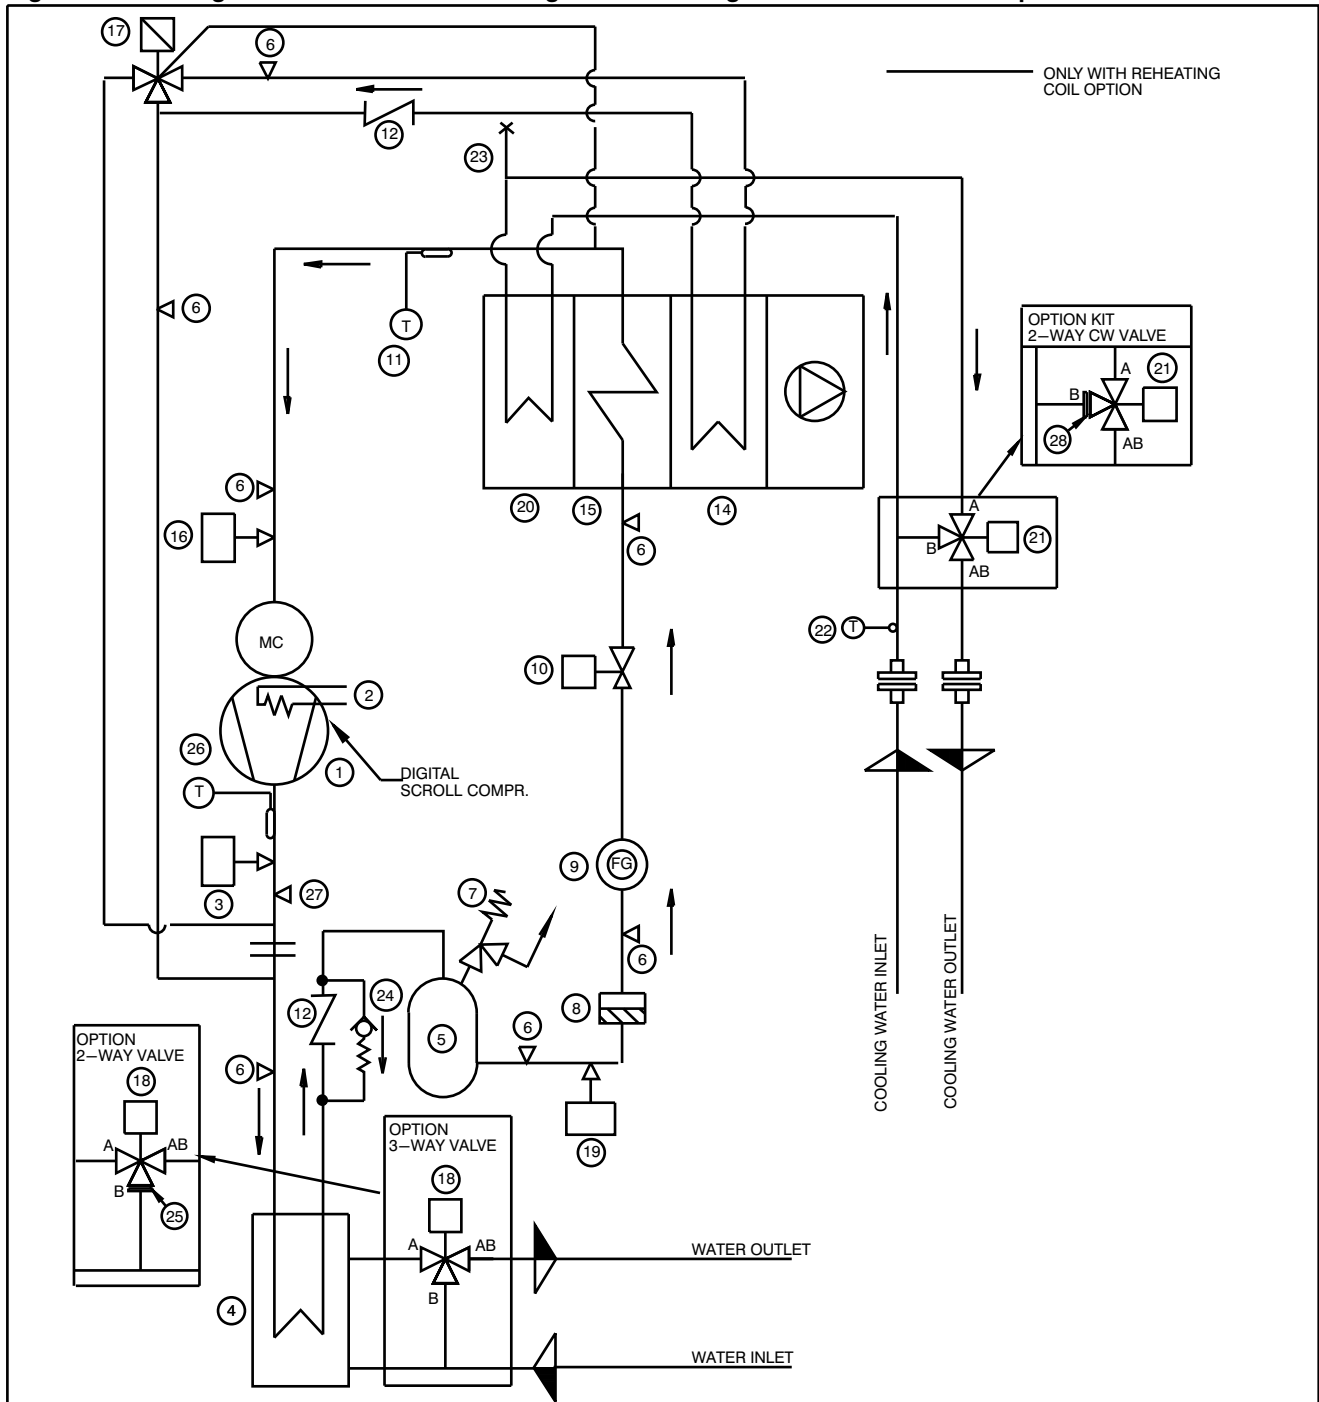 17
6
ONLY WITH REHEATING
COIL OPTION
12
23
6
T
11
OPTION KIT
2–WAY CW VALVE
A
21
B
28
AB
6
16
20
15
14
6
A
B
21
AB
22
T
MC
10
2
26
1
DIGITAL
SCROLL COMPR.
T
3
27
9
FG
7
6
COOLING WATER INLET
COOLING WATER OUTLET
24
12
5
6
8
6
19
OPTION
2–WAY VALVE
18
A
AB
B
25
OPTION
3–WAY VALVE
18
A
AB
B
4
WATER OUTLET
WATER INLET